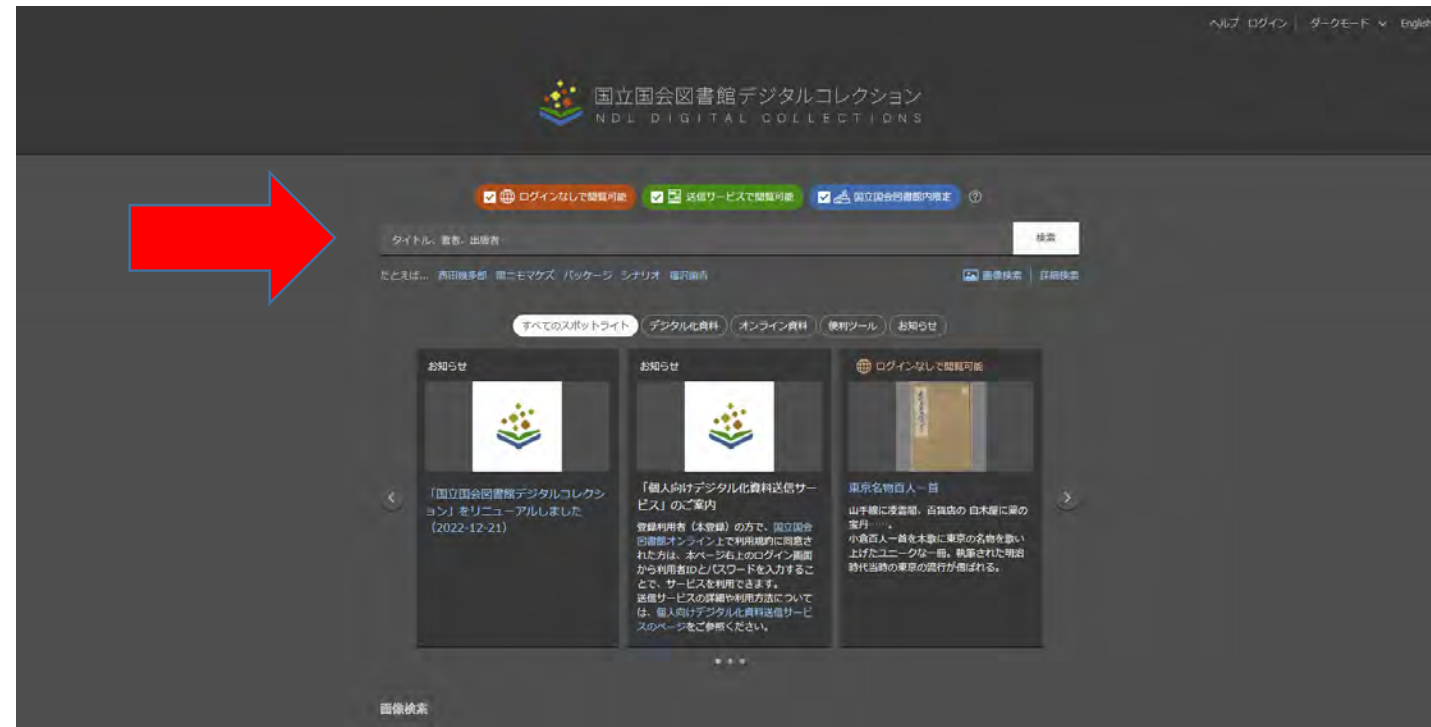 ヘルプ ログイン ダークモード English
国立国会図書館デジタルコレクション
NDL DIGITAL COLLECTIONS
ログインなしで閲覧可能 送信サービスで閲覧可能 国立国会図書館内限定
タイトル、著者、出版者 検索
たとえば... 西田幾多郎 雨ニモマケズ パッケージ シナリオ 福沢諭吉 画像検索 詳細検索
すべてのスポットライト デジタル化資料 オンライン資料 便利ツール お知らせ
お知らせ
「国立国会図書館デジタルコレクシ
ョン」をリニューアルしました
(2022-12-21)
お知らせ
「個人向けデジタル化資料送信サー
ビス」のご案内
登録利用者（本登録）の方で、国立国会
図書館オンライン上で利用規約に同意さ
れた方は、本ページ右上のログイン画面
から利用者IDとパスワードを入力するこ
とで、サービスを利用できます。
送信サービスの詳細や利用方法について
は、個人向けデジタル化資料送信サービ
スのページをご参照ください。
ログインなしで閲覧可能
東京名物百人一首
山手線に凌雲閣、百貨店の 白木屋に薬の
宝丹……。
小倉百人一首を本歌に東京の名物を歌い
上げたユニークな一冊。執筆された明治
時代当時の東京の流行が偲ばれる。
画像検索